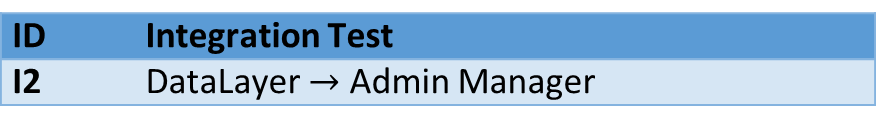 ID Integration Test
I2 DataLayer → Admin Manager